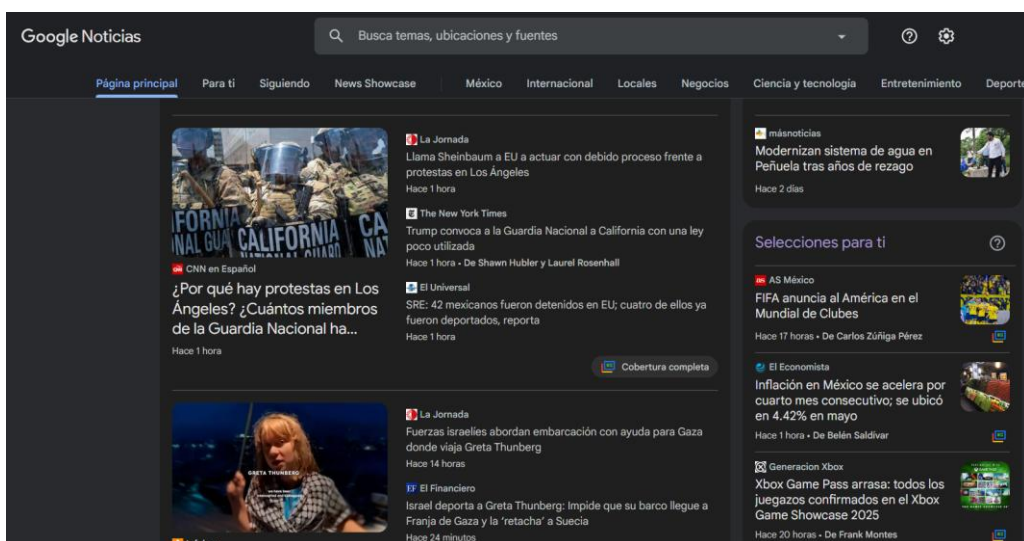 Google Noticias
Busca temas, ubicaciones y fuentes
Página principal
Para ti
Siguiendo
News Showcase
México
Internacional
Locales
Negocios
Ciencia y tecnología
Entretenimiento
Deporte
FORNIA
NAL GUA
CALIFORNIA
NATIONAL GUARD
CA
NAT
CNN en Español
¿Por qué hay protestas en Los
Ángeles? ¿Cuántos miembros
de la Guardia Nacional ha...
Hace 1 hora
La Jornada
Llama Sheinbaum a EU a actuar con debido proceso frente a
protestas en Los Ángeles
Hace 1 hora
The New York Times
Trump convoca a la Guardia Nacional a California con una ley
poco utilizada
Hace 1 hora • De Shawn Hubler y Laurel Rosenhall
El Universal
SRE: 42 mexicanos fueron detenidos en EU; cuatro de ellos ya
fueron deportados, reporta
Hace 1 hora
Cobertura completa
GRETA THUNBERG
La Jornada
Fuerzas israelíes abordan embarcación con ayuda para Gaza
donde viaja Greta Thunberg
Hace 14 horas
EF El Financiero
Israel deporta a Greta Thunberg: Impide que su barco llegue a
Franja de Gaza y la ‘retacha’ a Suecia
Hace 24 minutos
másnoticias
Modernizan sistema de agua en
Peñuela tras años de rezago
Hace 2 días
Selecciones para ti
as AS México
FIFA anuncia al América en el
Mundial de Clubes
Hace 17 horas • De Carlos Zúñiga Pérez
El Economista
Inflación en México se acelera por
cuarto mes consecutivo; se ubicó
en 4.42% en mayo
Hace 1 hora • De Belén Saldívar
Generacion Xbox
Xbox Game Pass arrasa: todos los
juegazos confirmados en el Xbox
Game Showcase 2025
Hace 20 horas • De Frank Montes